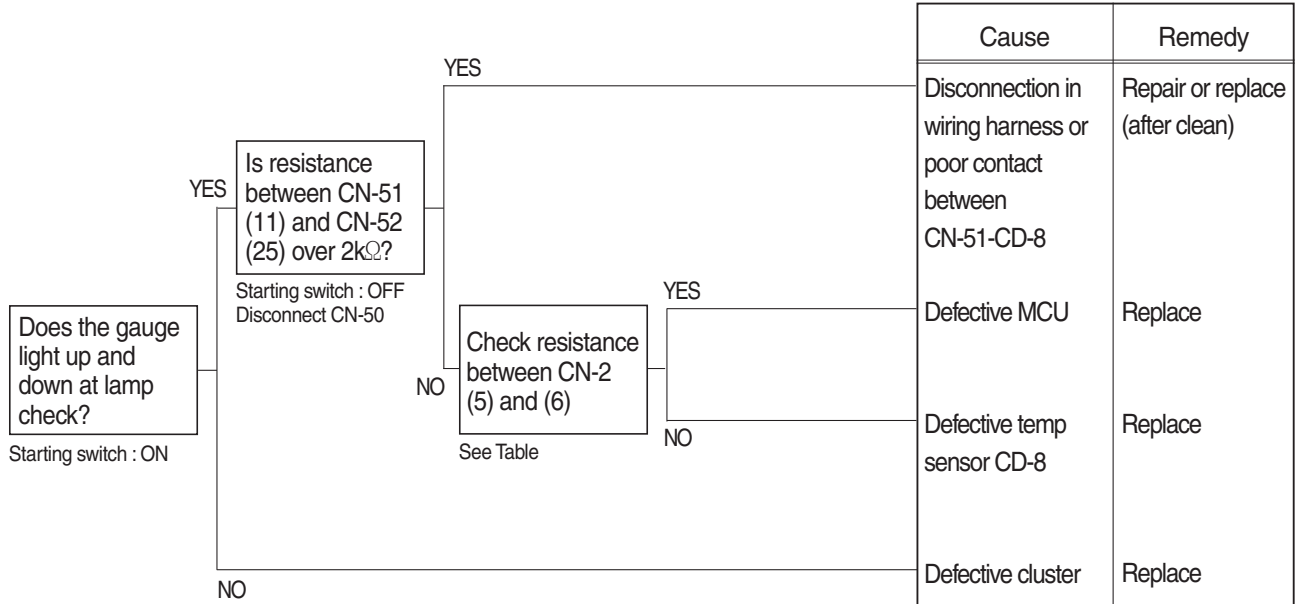 Cause
Remedy
YES
Disconnection in
wiring harness or
poor contact
between
CN-51-CD-8
Repair or replace
(after clean)
YES
Is resistance
between CN-51
(11) and CN-52
(25) over 2kΩ?
Starting switch : OFF
Disconnect CN-50
YES
Defective MCU
Replace
Does the gauge
light up and
down at lamp
check?
Starting switch : ON
NO
Check resistance
between CN-2
(5) and (6)
See Table
NO
Defective temp
sensor CD-8
Replace
NO
Defective cluster
Replace